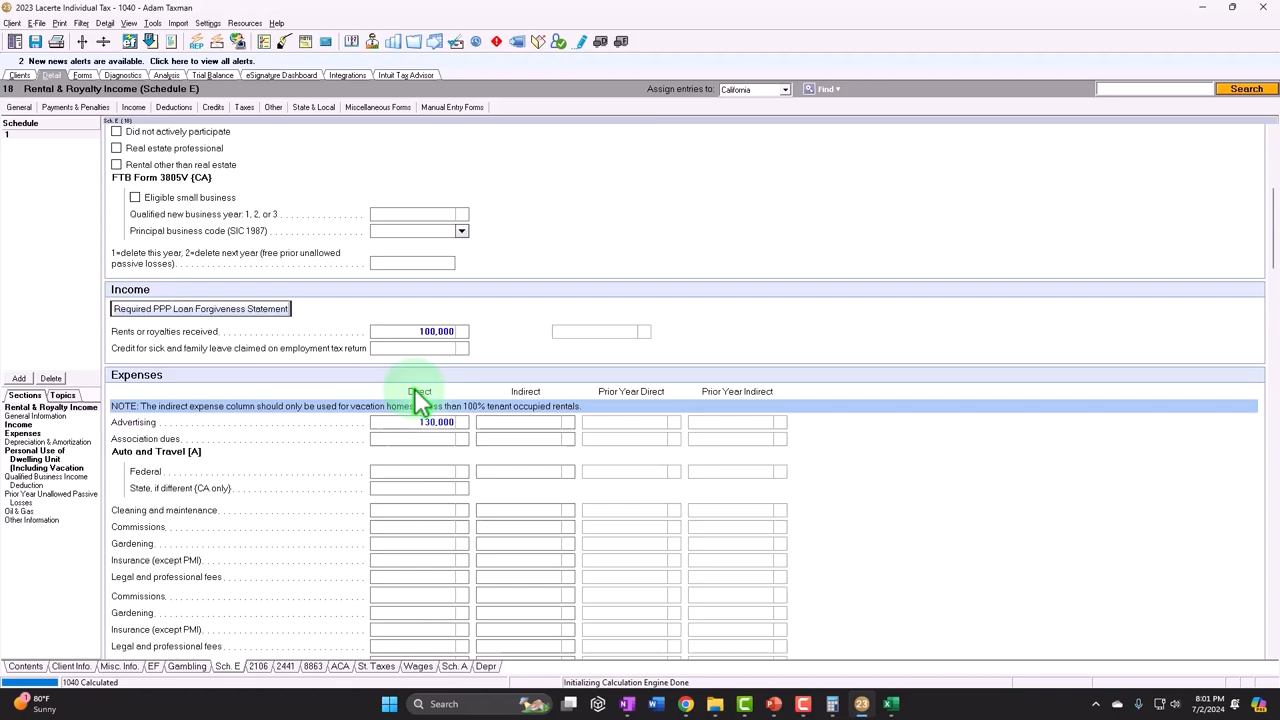 2023 Lacerte Individual Tax - 1040 - Adam Taxman
Client E-File Print Filter Detail View Tools Import Settings Resources Help
2 New news alerts are available. Click here to view all alerts.
Clients Detail Forms Diagnostics Analysis Trial Balance eSignature Dashboard Integrations Intuit Tax Advisor
18 Rental & Royalty Income (Schedule E) Assign entries to: California Find Search
General Payments & Penalties Income Deductions Credits Taxes Other State & Local Miscellaneous Forms Manual Entry Forms
Schedule
1
Add Delete
Sections Topics
Rental & Royalty Income
General Information
Income
Expenses
Depreciation & Amortization
Personal Use of
Dwelling Unit
(Including Vacation
Qualified Business Income
Deduction
Prior Year Unallowed Passive
Losses
Oil & Gas
Other Information
Sch. E (18)
Did not actively participate
Real estate professional
Rental other than real estate
FTB Form 3805V {CA}
Eligible small business
Qualified new business year: 1, 2, or 3
Principal business code (SIC 1987)
1=delete this year, 2=delete next year (free prior unallowed
passive losses)
Income
Required PPP Loan Forgiveness Statement
Rents or royalties received 100,000
Credit for sick and family leave claimed on employment tax return
Expenses
Direct Indirect Prior Year Direct Prior Year Indirect
NOTE: The indirect expense column should only be used for vacation homes less than 100% tenant occupied rentals.
Advertising 130,000
Association dues
Auto and Travel [A]
Federal
State, if different {CA only}
Cleaning and maintenance
Commissions
Gardening
Insurance (except PMI)
Legal and professional fees
Commissions
Gardening
Insurance (except PMI)
Legal and professional fees
Contents Client Info. Misc. Info. EF Gambling Sch. E 2106 2441 8863 ACA St. Taxes Wages Sch. A Depr
1040 Calculated Initializing Calculation Engine Done
1 80°F
Sunny
Search
23
8:01 PM
7/2/2024